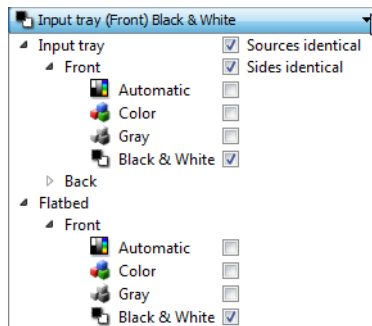 Input tray (Front) Black & White
Input tray Sources identical
Front Sides identical
Automatic
Color
Gray
Black & White
Back
Flatbed
Front
Automatic
Color
Gray
Black & White